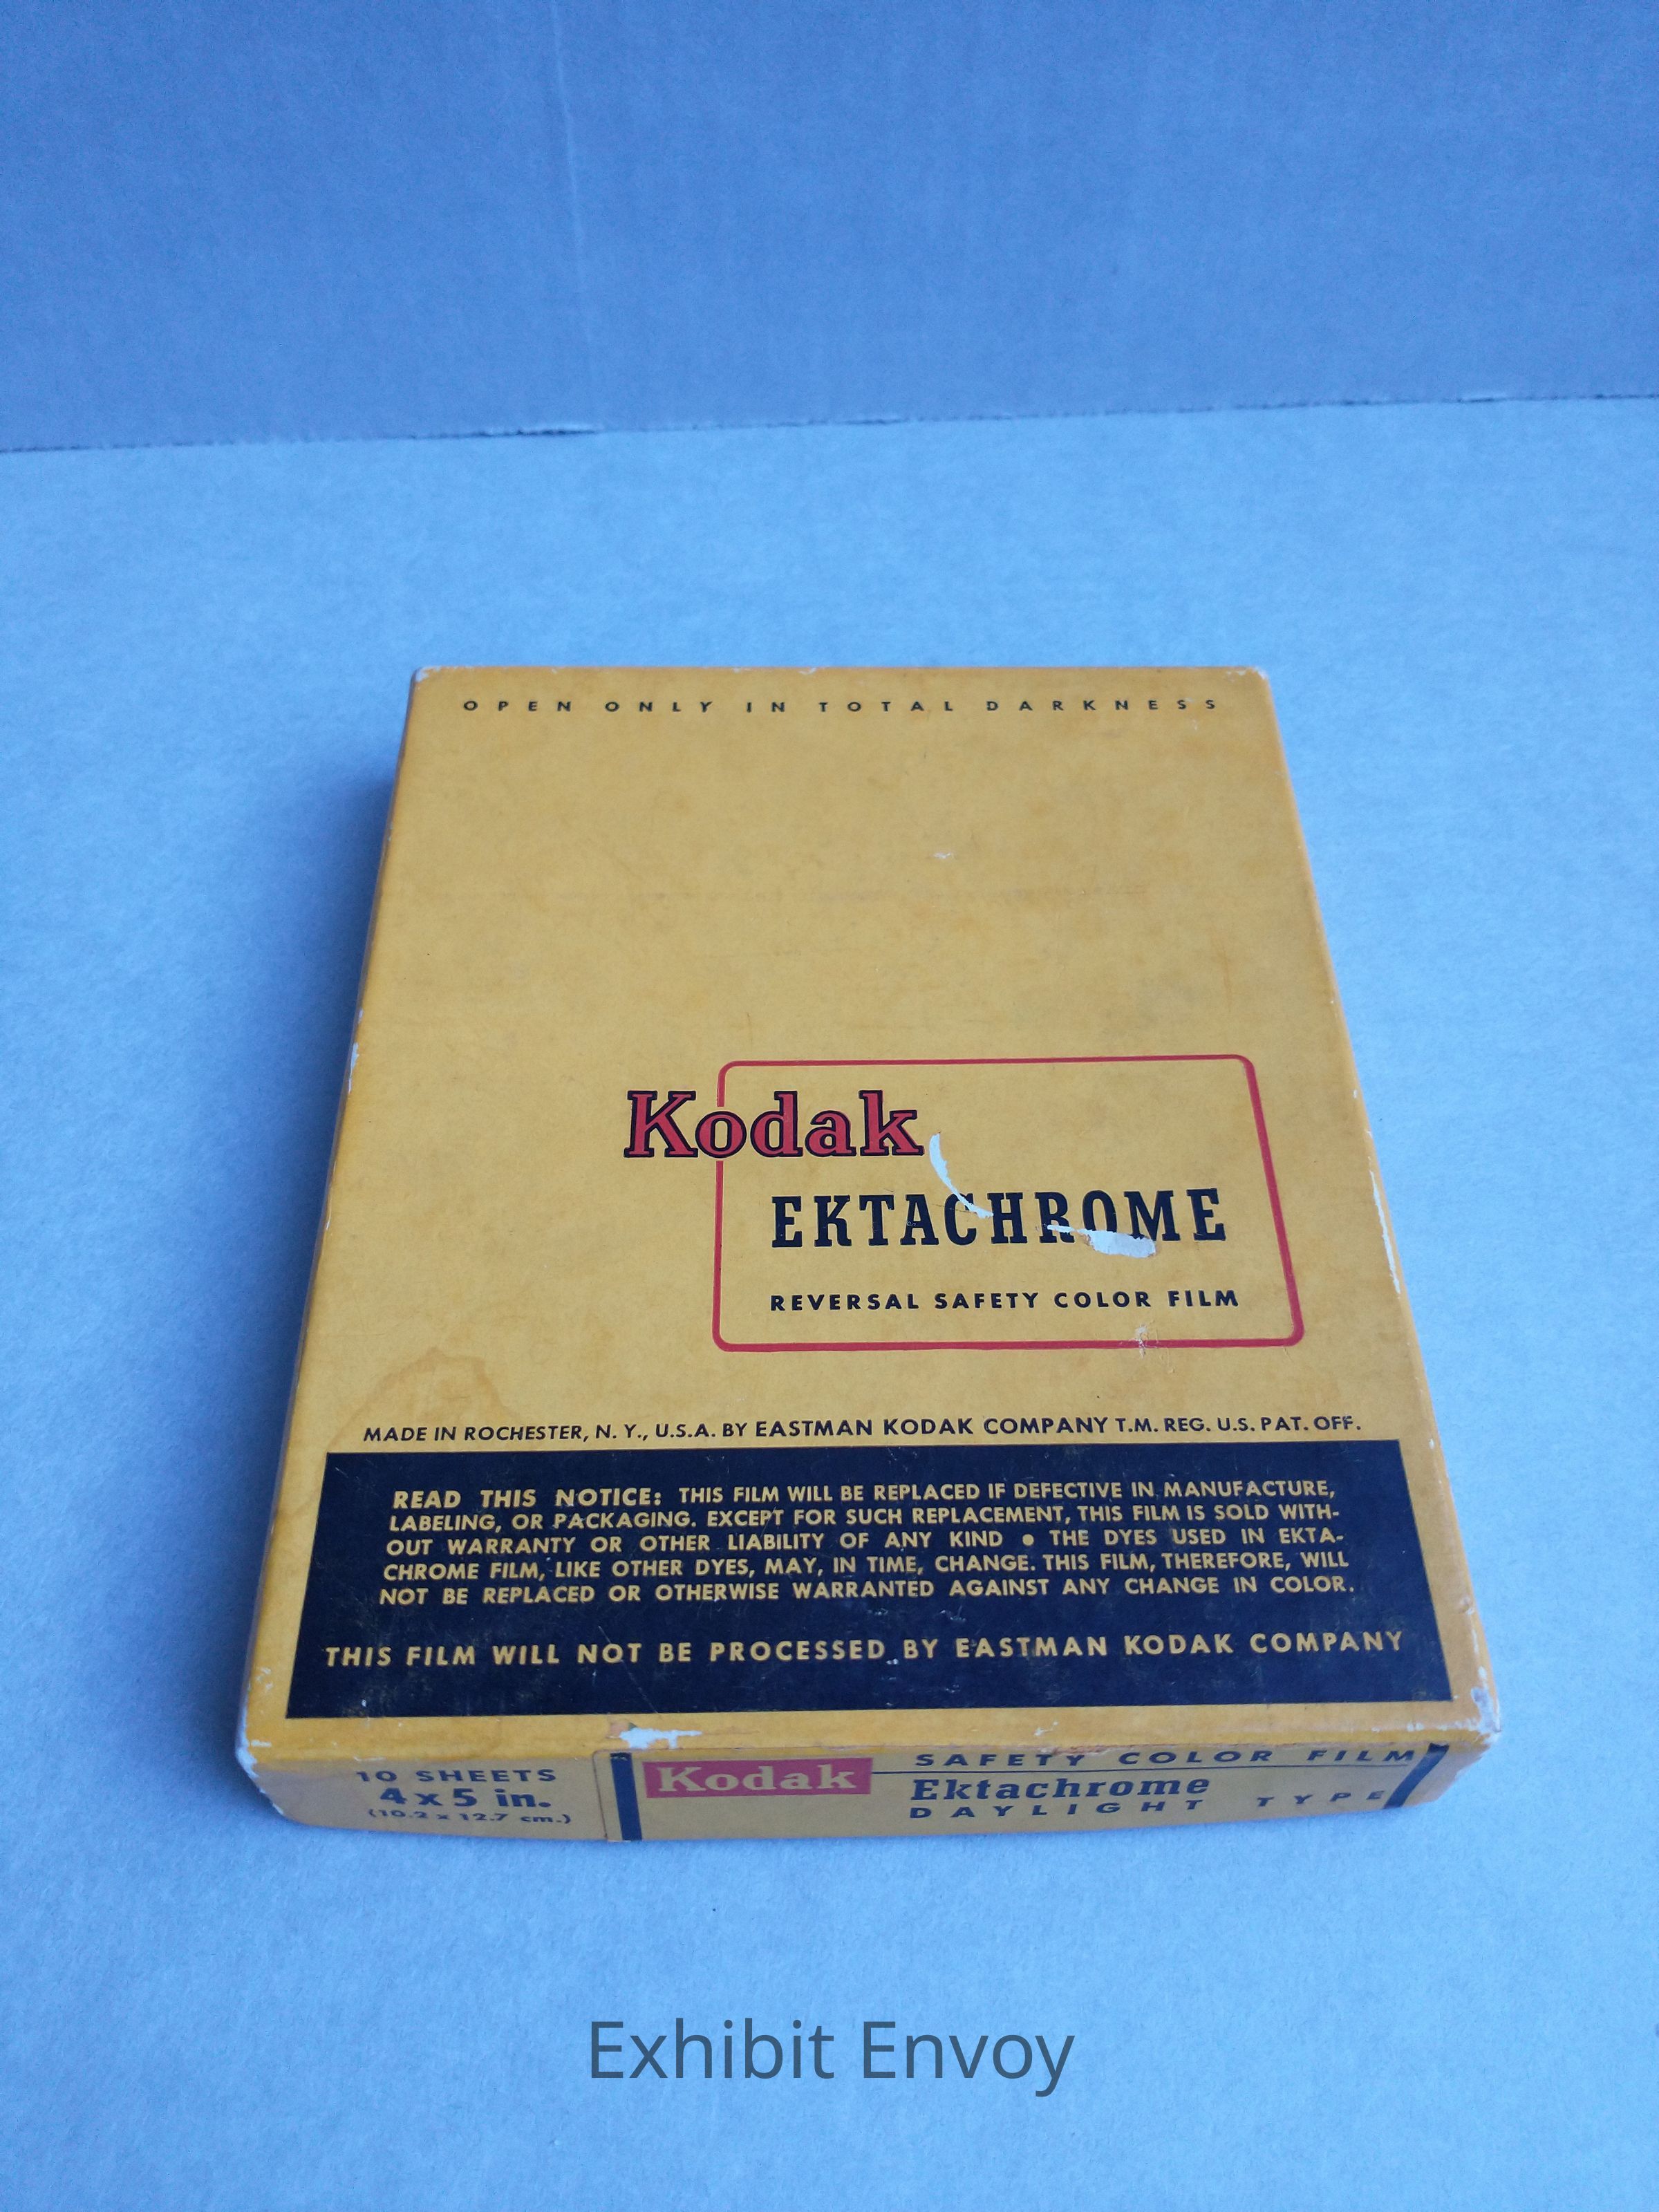 OPEN ONLY IN TOTAL DARKNESS
Kodak
EKTACHROME
REVERSAL SAFETY COLOR FILM
MADE IN ROCHESTER, N. Y., U.S.A. BY EASTMAN KODAK COMPANY T.M. REG. U.S. PAT. OFF.
READ THIS NOTICE: THIS FILM WILL BE REPLACED IF DEFECTIVE IN MANUFACTURE,
LABELING, OR PACKAGING. EXCEPT FOR SUCH REPLACEMENT, THIS FILM IS SOLD WITH-
OUT WARRANTY OR OTHER LIABILITY OF ANY KIND • THE DYES USED IN EKTA-
CHROME FILM, LIKE OTHER DYES, MAY, IN TIME, CHANGE. THIS FILM, THEREFORE, WILL
NOT BE REPLACED OR OTHERWISE WARRANTED AGAINST ANY CHANGE IN COLOR.
THIS FILM WILL NOT BE PROCESSED BY EASTMAN KODAK COMPANY
10 SHEETS
4 x 5 in.
(10.2 x 12.7 cm.)
Kodak
SAFETY COLOR FILM
Ektachrome
DAYLIGHT TYPE
Exhibit Envoy